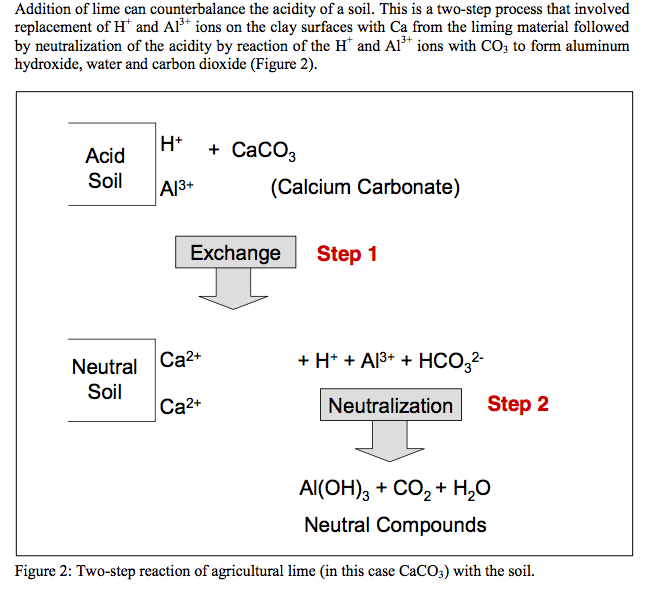 Addition of lime can counterbalance the acidity of a soil. This is a two-step process that involved
replacement of H⁺ and Al³⁺ ions on the clay surfaces with Ca from the liming material followed
by neutralization of the acidity by reaction of the H⁺ and Al³⁺ ions with CO₃ to form aluminum
hydroxide, water and carbon dioxide (Figure 2).
Acid
Soil
H⁺
Al³⁺
+ CaCO₃
(Calcium Carbonate)
Exchange
Step 1
Neutral
Soil
Ca²⁺
Ca²⁺
+ H⁺ + Al³⁺ + HCO₃²⁻
Neutralization
Step 2
Al(OH)₃ + CO₂ + H₂O
Neutral Compounds
Figure 2: Two-step reaction of agricultural lime (in this case CaCO₃) with the soil.